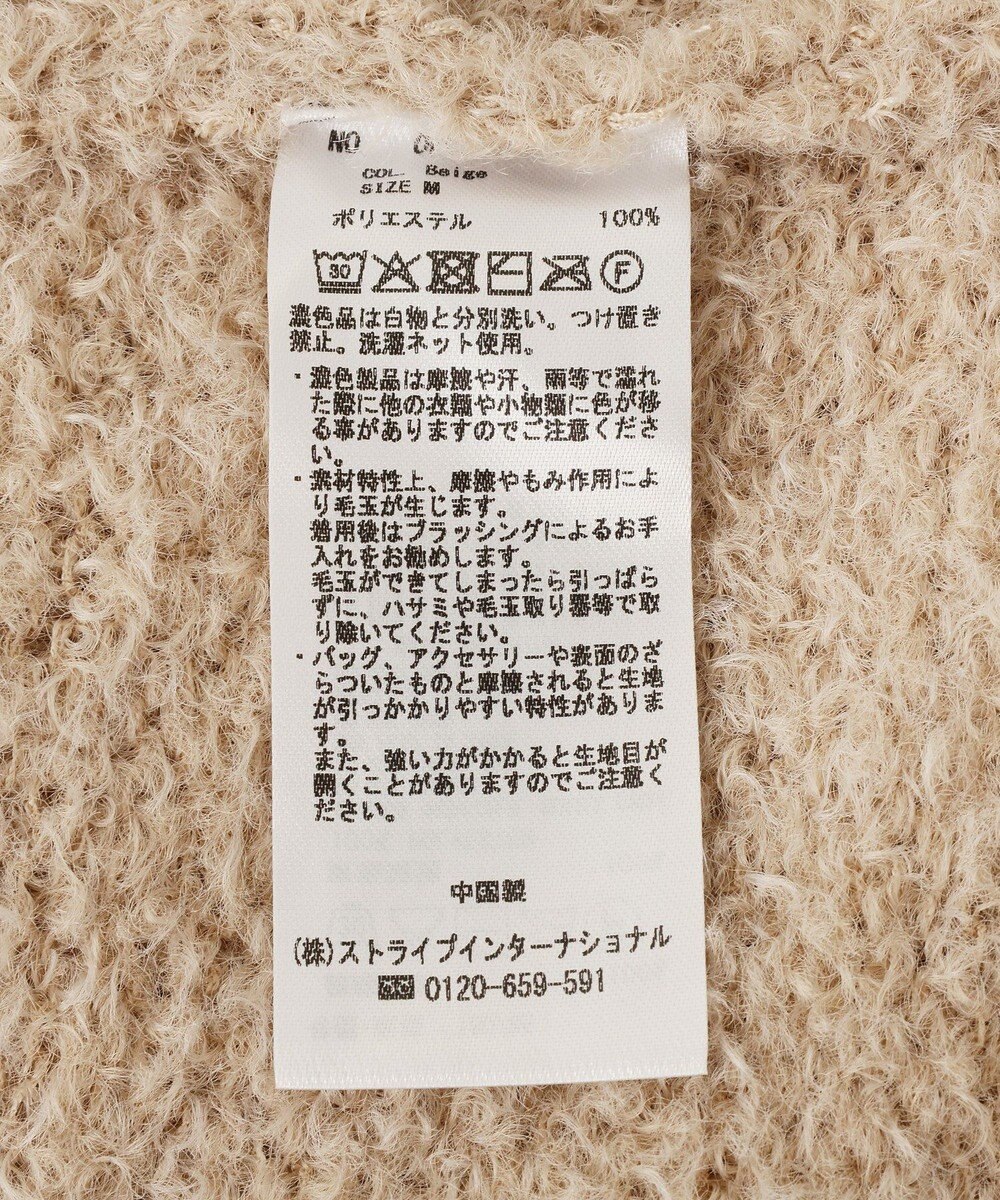 NO
COL. Beige
SIZE M
ポリエステル 100%
30 F
濃色品は白物と分別洗い。つけ置き
禁止。洗濯ネット使用。
・濃色製品は摩擦や汗、雨等で濡れ
た際に他の衣類や小物類に色が移
る事がありますのでご注意くださ
い。
・素材特性上、摩擦やもみ作用によ
り毛玉が生じます。
着用後はブラッシングによるお手
入れをお勧めします。
毛玉ができてしまったら引っぱら
ずに、ハサミや毛玉取り器等で取
り除いてください。
・バッグ、アクセサリーや表面のざ
らついたものと摩擦されると生地
が引っかかりやすい特性がありま
す。
また、強い力がかかると生地目が
開くことがありますのでご注意く
ださい。
中国製
(株)ストライプインターナショナル
0120-659-591